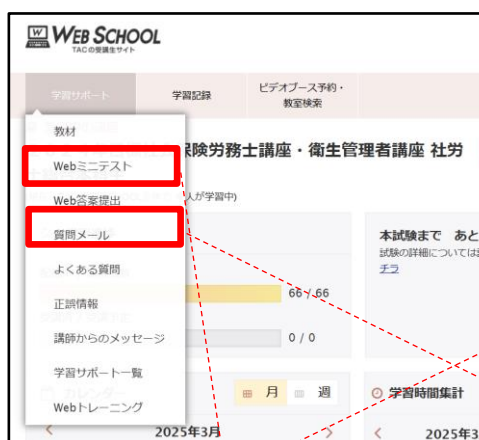 WEB SCHOOL
TACの受講生サイト
学習サポート
学習記録
ビデオブース予約・
教室検索
教材
保険労務士講座・衛生管理者講座 社労
Webミニテスト
Web答案提出
人が学習中)
質問メール
本試験まで あと
試験の詳細については
チラ
よくある質問
66 / 66
正誤情報
講師からのメッセージ
0 / 0
学習サポート一覧
カレンダー
月
週
学習時間集計
Webトレーニング
< 2025年3月 >
< 2025年3